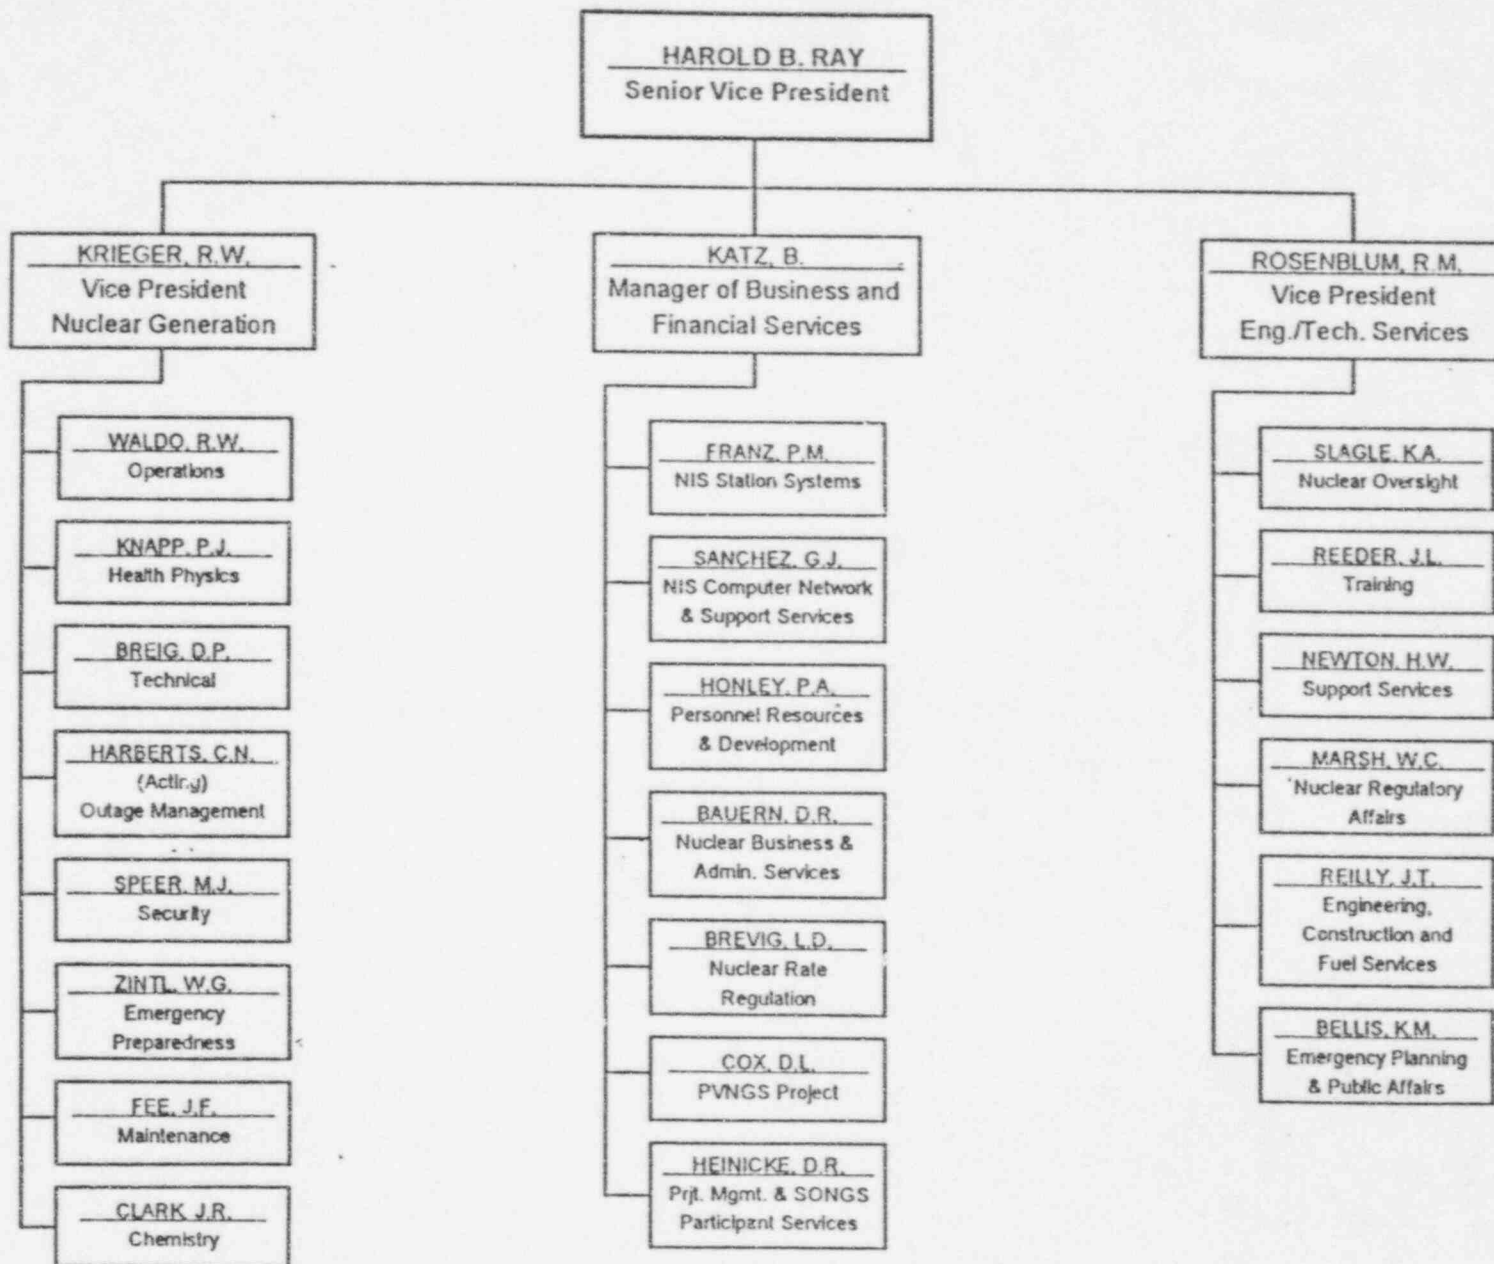 HAROLD B. RAY
Senior Vice President
KRIEGER, R.W.
Vice President
Nuclear Generation
WALDO, R.W.
Operations
KNAPP, P.J.
Health Physics
BREIG, D.P.
Technical
HARBERTS, C.N.
(Acting)
Outage Management
SPEER, M.J.
Security
ZINTL, W.G.
Emergency
Preparedness
FEE, J.F.
Maintenance
CLARK, J.R.
Chemistry
KATZ, B.
Manager of Business and
Financial Services
FRANZ, P.M.
NIS Station Systems
SANCHEZ, G.J.
NIS Computer Network
& Support Services
HONLEY, P.A.
Personnel Resources
& Development
BAUERN, D.R.
Nuclear Business &
Admin. Services
BREVIG, L.D.
Nuclear Rate
Regulation
COX, D.L.
PVNGS Project
HEINICKE, D.R.
Prjt. Mgmt. & SONGS
Participant Services
ROSENBLUM, R.M.
Vice President
Eng./Tech. Services
SLAGLE, K.A.
Nuclear Oversight
REEDER, J.L.
Training
NEWTON, H.W.
Support Services
MARSH, W.C.
Nuclear Regulatory
Affairs
REILLY, J.T.
Engineering,
Construction and
Fuel Services
BELLIS, K.M.
Emergency Planning
& Public Affairs